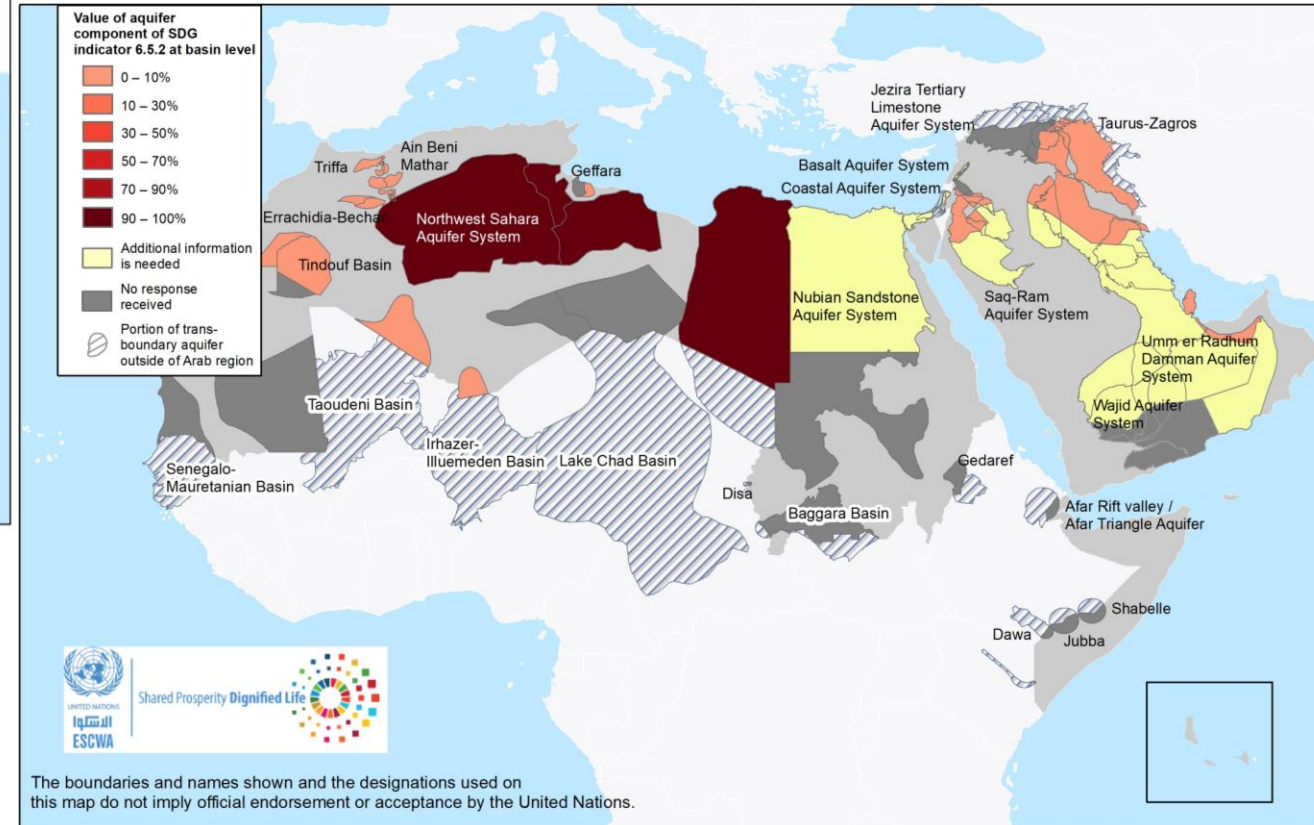 Value of aquifer
component of SDG
indicator 6.5.2 at basin level
0 – 10%
10 – 30%
30 – 50%
50 – 70%
70 – 90%
90 – 100%
Additional information
is needed
No response
received
Portion of trans-
boundary aquifer
outside of Arab region
Jezira Tertiary
Limestone
Aquifer System
Taurus-Zagros
Ain Beni
Mathar
Triffa
Geffara
Basalt Aquifer System
Coastal Aquifer System
Errachidia-Bechar
Northwest Sahara
Aquifer System
Tindouf Basin
Nubian Sandstone
Aquifer System
Saq-Ram
Aquifer System
Umm er Radhum
Damman Aquifer
System
Wajid Aquifer
System
Taoudeni Basin
Irhazer-
Illuemeden Basin
Lake Chad Basin
Senegalo-
Mauretanian Basin
Gedaref
Disa
Baggara Basin
Afar Rift valley /
Afar Triangle Aquifer
Shabelle
Dawa
Jubba
UNITED NATIONS
الإسكوا
ESCWA
Shared Prosperity Dignified Life
The boundaries and names shown and the designations used on
this map do not imply official endorsement or acceptance by the United Nations.